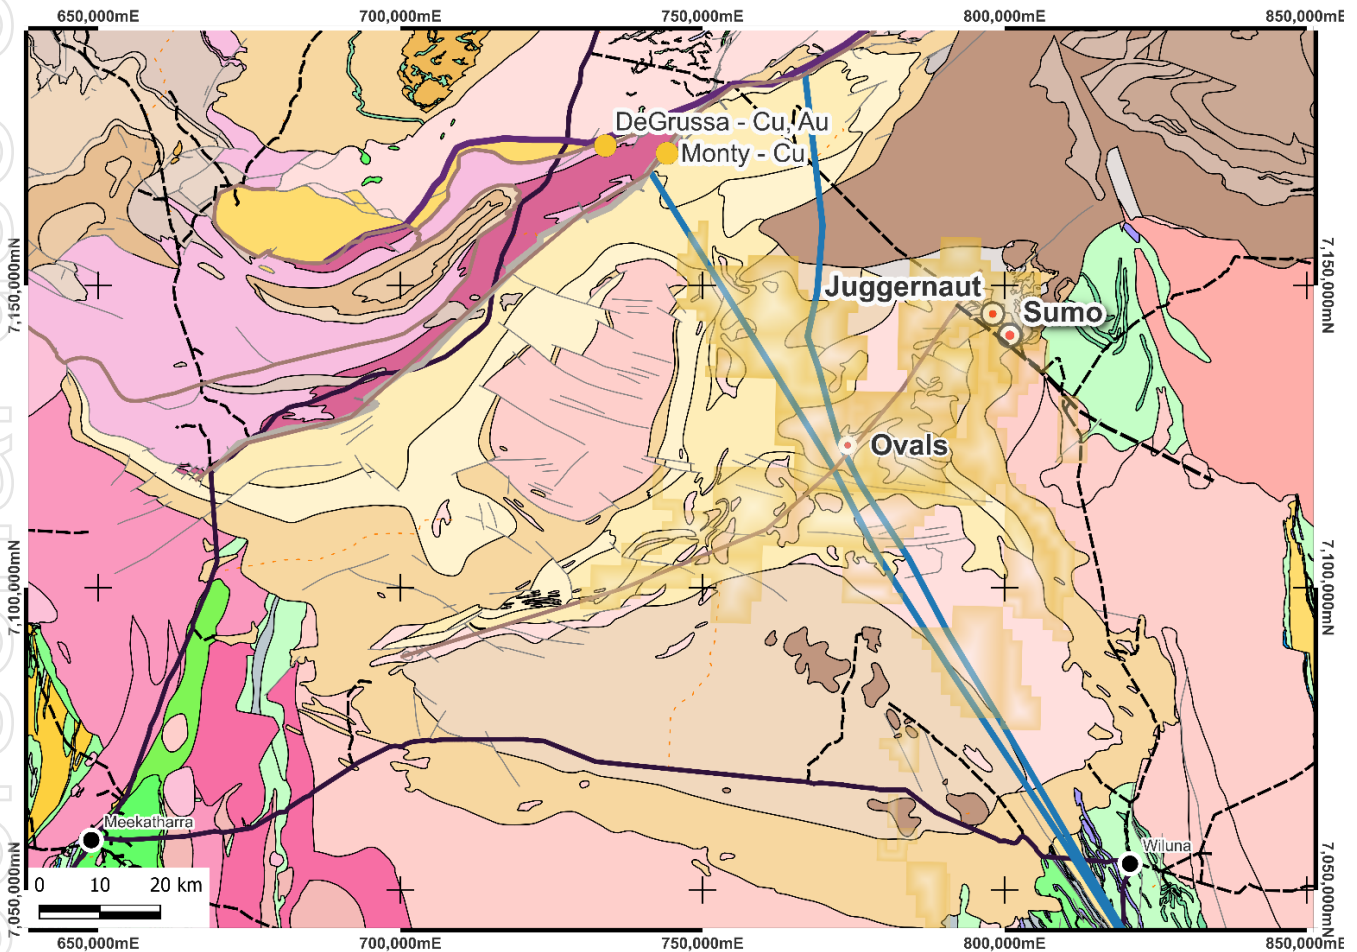 650,000mE 700,000mE 750,000mE 800,000mE 850,000mE
DeGrussa - Cu, Au
Monty - Cu
7,150,000mN
7,150,000mN
Juggernaut
Sumo
Ovals
7,100,000mN
7,100,000mN
Meekatharra
Wiluna
7,050,000mN
7,050,000mN
0 10 20 km
650,000mE 700,000mE 750,000mE 800,000mE 850,000mE